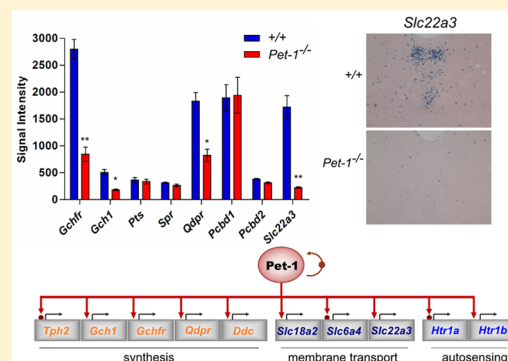 Slc22a3
+/+
Pet-1-/-
3000
2500
2000
1500
1000
500
0
Signal Intensity
**
*
*
**
Gchfr
Gch1
Pts
Spr
Qdpr
Pcbd1
Pcbd2
Slc22a3
+/+
Pet-1-/-
Pet-1
Tph2 Gch1 Gchfr Qdpr Ddc Slc18a2 Slc6a4 Slc22a3 Htr1a Htr1b
synthesis membrane transport autosensing